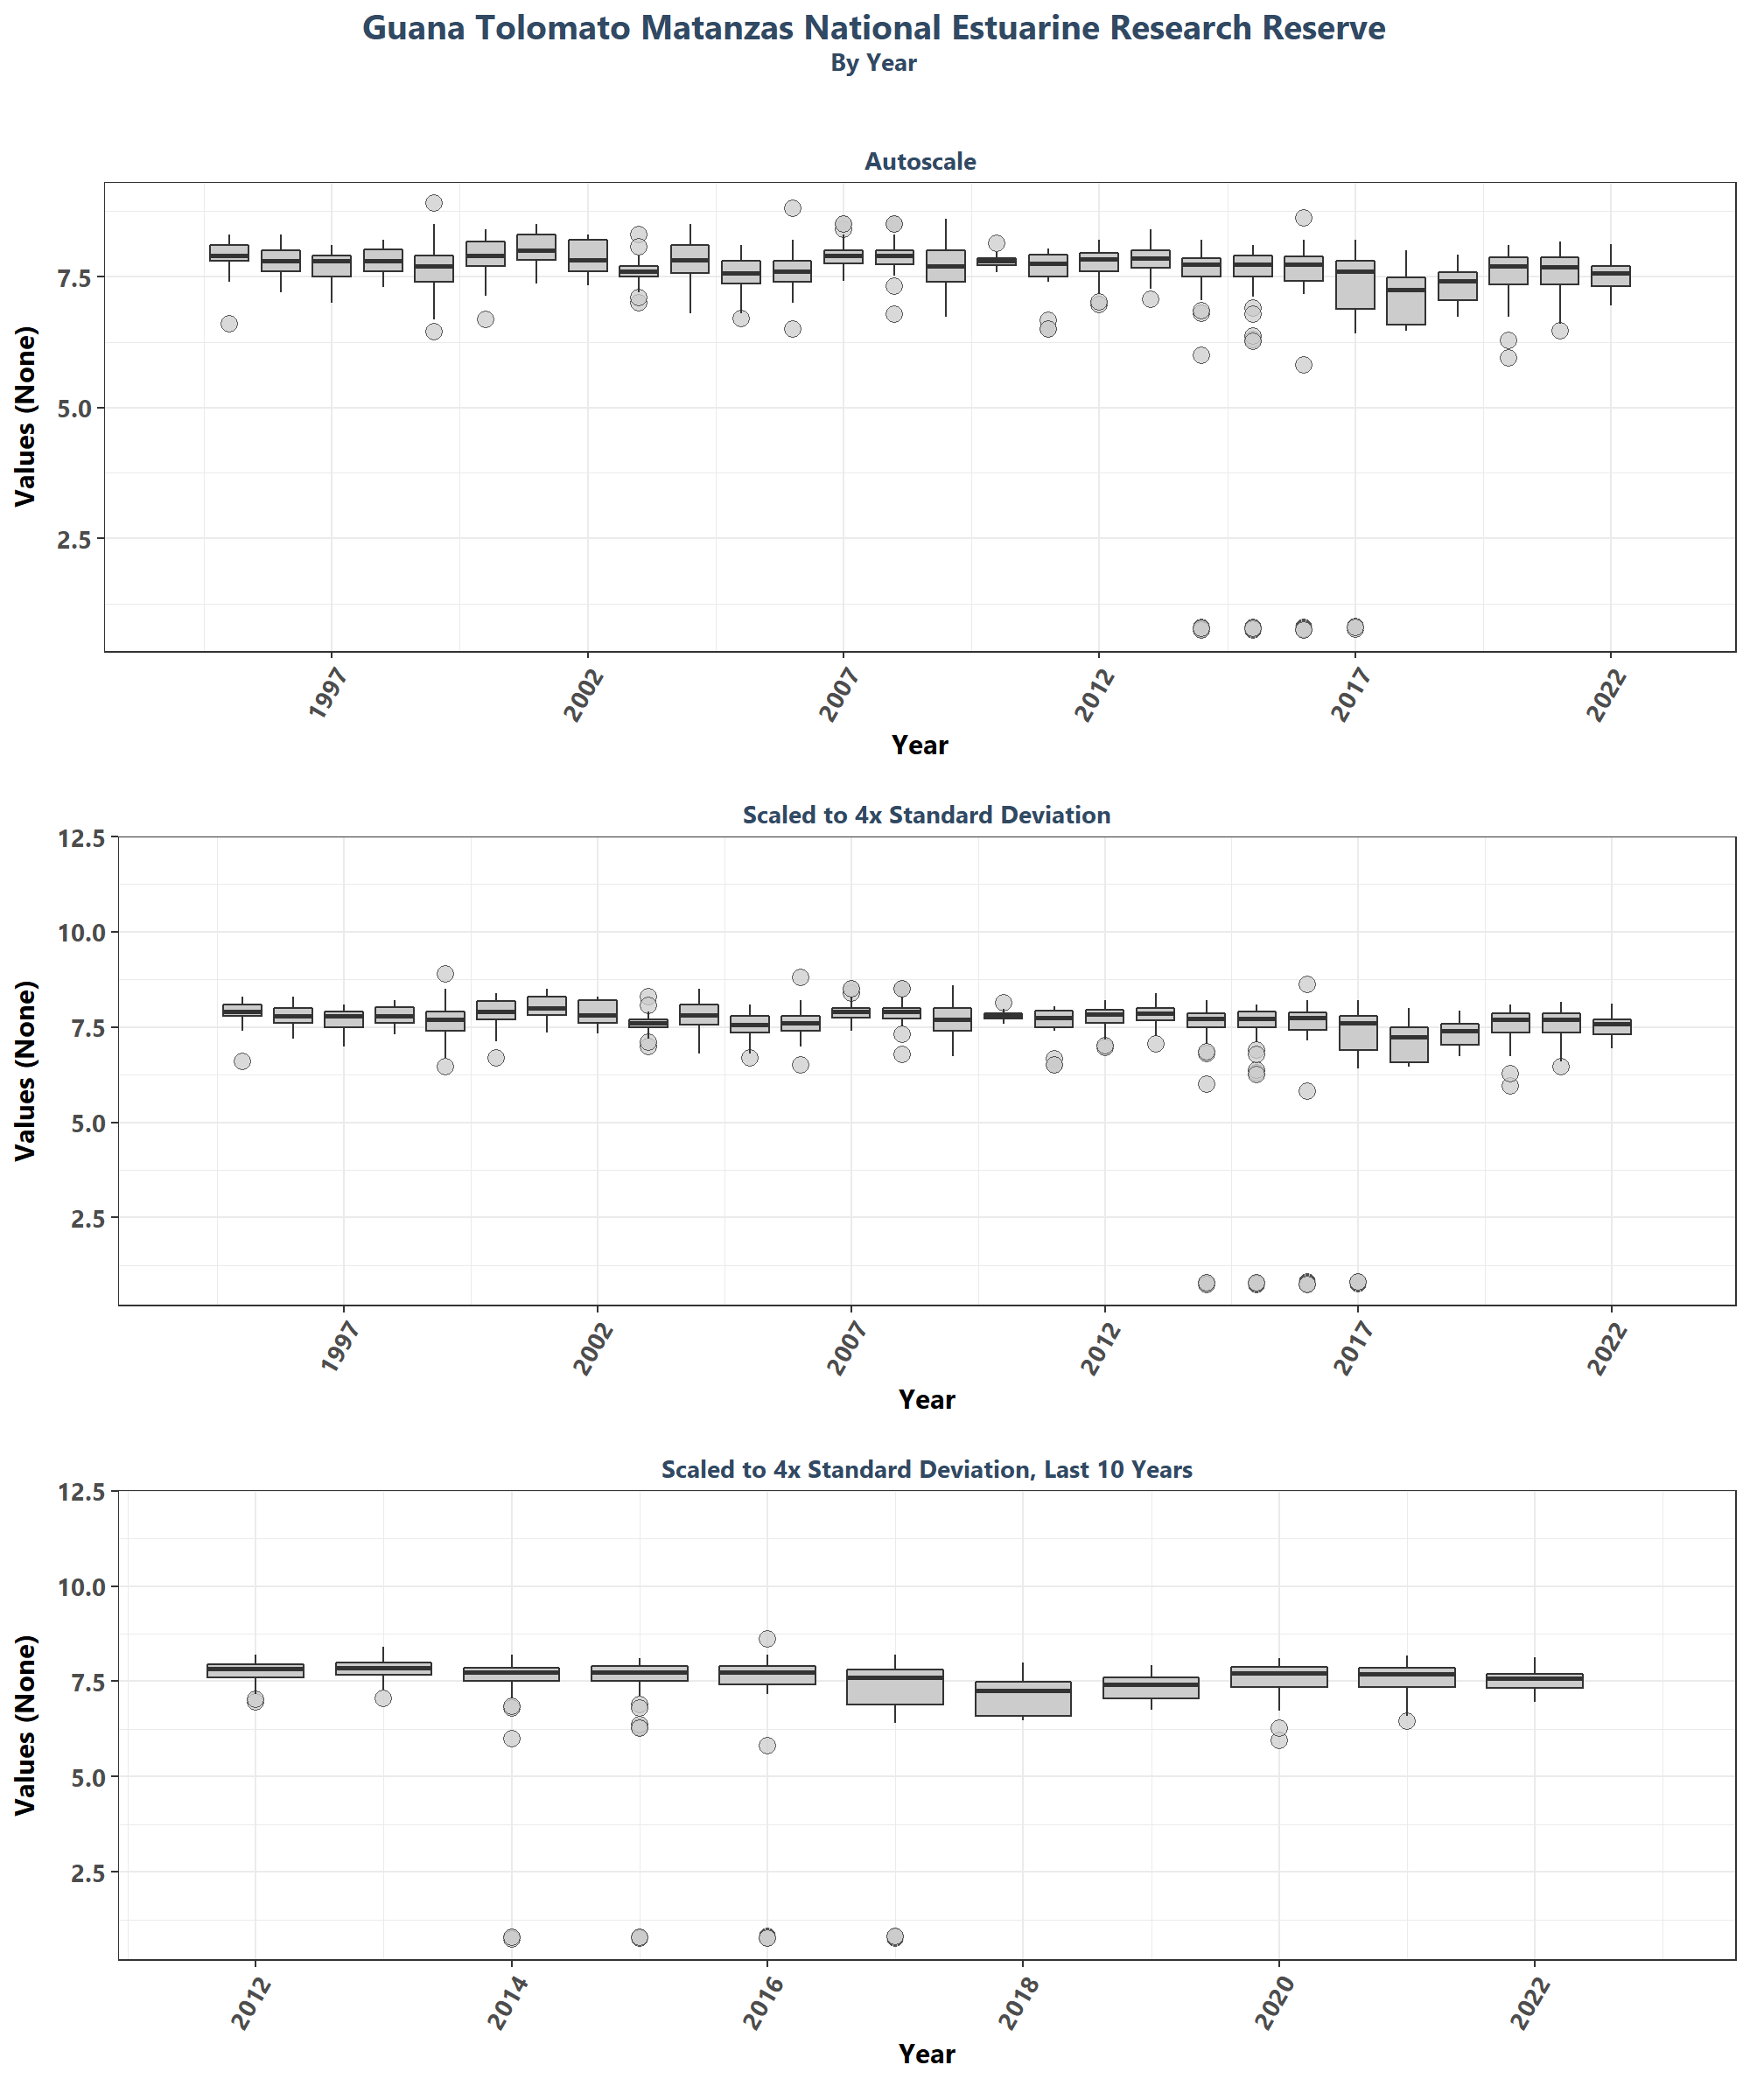 Guana Tolomato Matanzas National Estuarine Research Reserve
By Year
Autoscale
Values (None)
7.5
5.0
2.5
1997 2002 2007 2012 2017 2022
Year
Scaled to 4x Standard Deviation
Values (None)
12.5
10.0
7.5
5.0
2.5
1997 2002 2007 2012 2017 2022
Year
Scaled to 4x Standard Deviation, Last 10 Years
Values (None)
12.5
10.0
7.5
5.0
2.5
2012 2014 2016 2018 2020 2022
Year